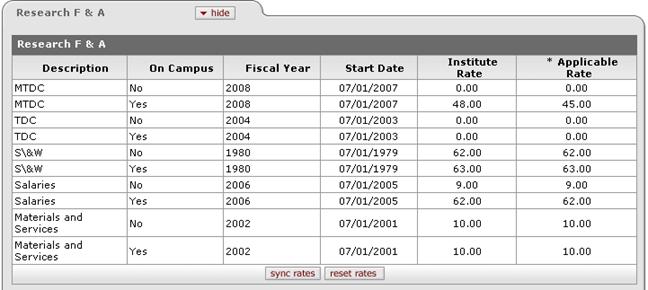 Research F & A
hide
Research F & A
Description On Campus Fiscal Year Start Date Institute Rate * Applicable Rate
MTDC No 2008 07/01/2007 0.00 0.00
MTDC Yes 2008 07/01/2007 48.00 45.00
TDC No 2004 07/01/2003 0.00 0.00
TDC Yes 2004 07/01/2003 0.00 0.00
S\&W No 1980 07/01/1979 62.00 62.00
S\&W Yes 1980 07/01/1979 63.00 63.00
Salaries No 2006 07/01/2005 9.00 9.00
Salaries Yes 2006 07/01/2005 62.00 62.00
Materials and Services No 2002 07/01/2001 10.00 10.00
Materials and Services Yes 2002 07/01/2001 10.00 10.00
sync rates reset rates